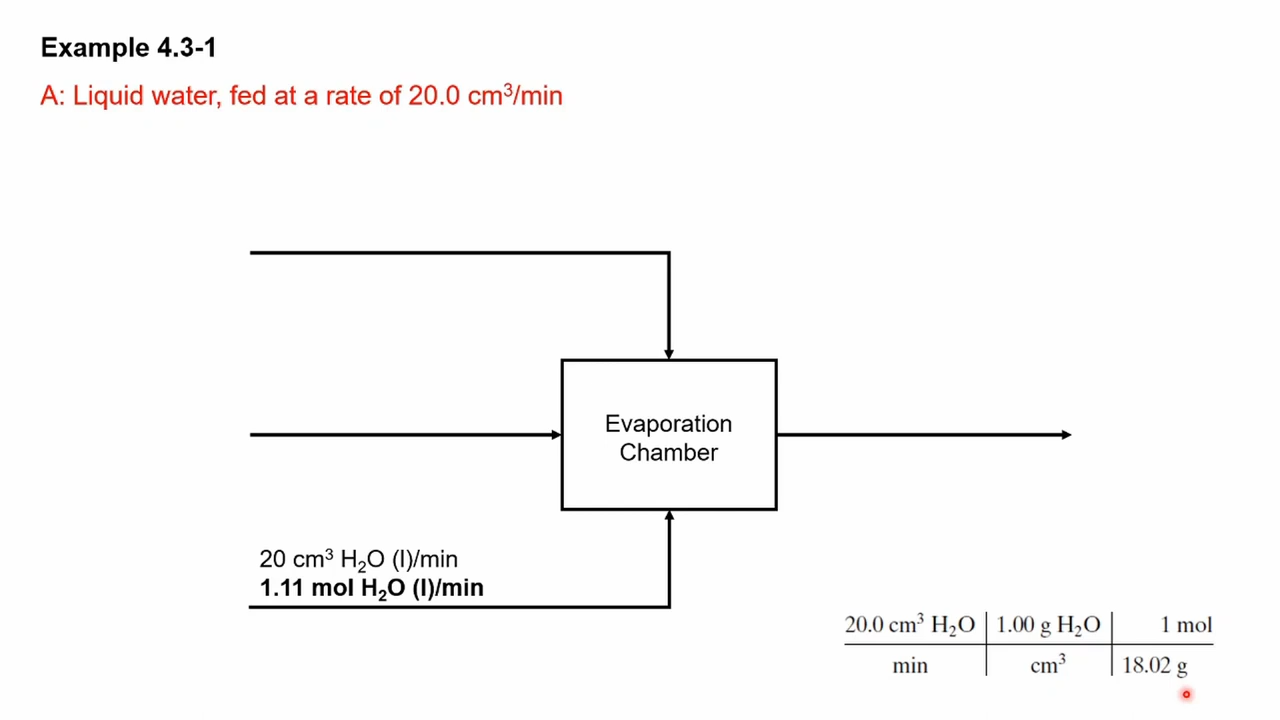 Example 4.3-1
A: Liquid water, fed at a rate of 20.0 cm³/min
Evaporation
Chamber
20 cm³ H₂O (l)/min
1.11 mol H₂O (l)/min
20.0 cm³ H₂O | 1.00 g H₂O | 1 mol
min | cm³ | 18.02 g